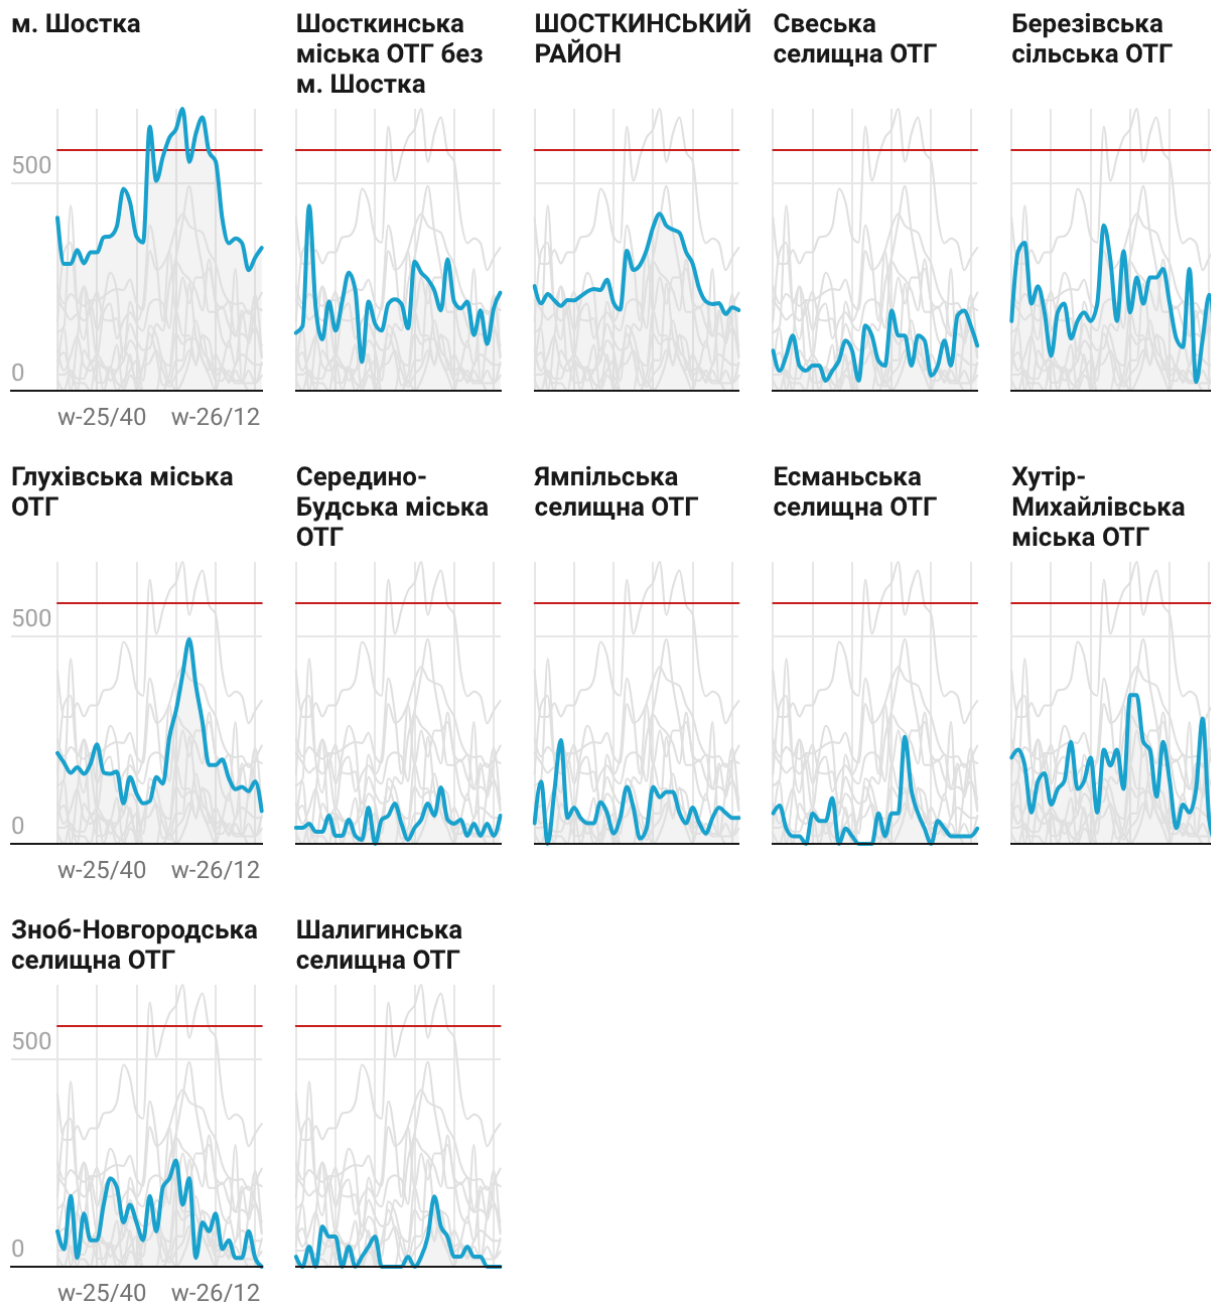 м. Шостка
Шосткинська
міська ОТГ без
м. Шостка
ШОСТКИНСЬКИЙ
РАЙОН
Свеська
селищна ОТГ
Березівська
сільська ОТГ
500
0
w-25/40 w-26/12
Глухівська міська
ОТГ
Середино-
Будська міська
ОТГ
Ямпільська
селищна ОТГ
Есманьська
селищна ОТГ
Хутір-
Михайлівська
міська ОТГ
500
0
w-25/40 w-26/12
Зноб-Новгородська
селищна ОТГ
Шалигинська
селищна ОТГ
500
0
w-25/40 w-26/12